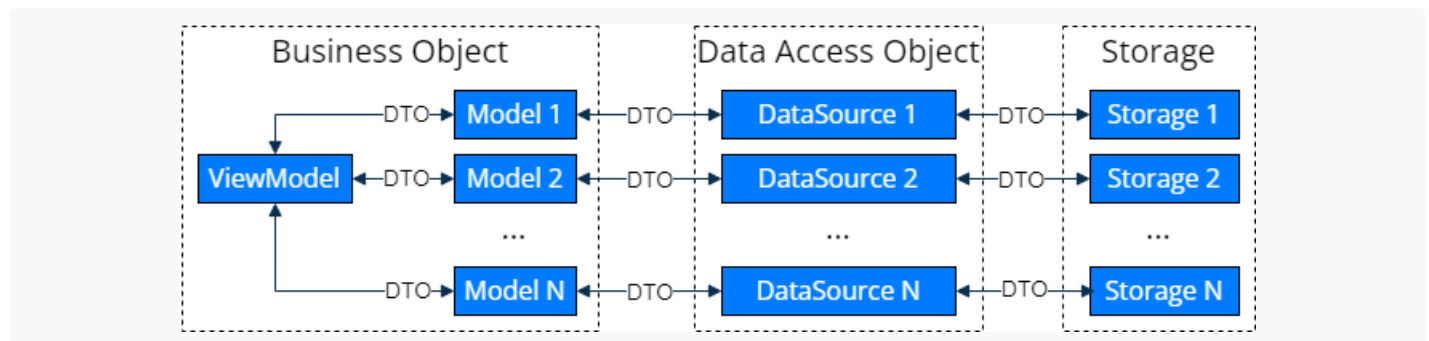 Business Object
Data Access Object
Storage
DTO Model 1 DTO DataSource 1 DTO Storage 1
ViewModel DTO Model 2 DTO DataSource 2 DTO Storage 2
... ... ...
DTO Model N DTO DataSource N DTO Storage N